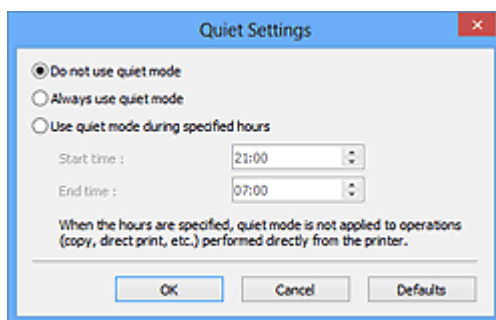 Quiet Settings
Do not use quiet mode
Always use quiet mode
Use quiet mode during specified hours
Start time : 21:00
End time : 07:00
When the hours are specified, quiet mode is not applied to operations
(copy, direct print, etc.) performed directly from the printer.
OK Cancel Defaults